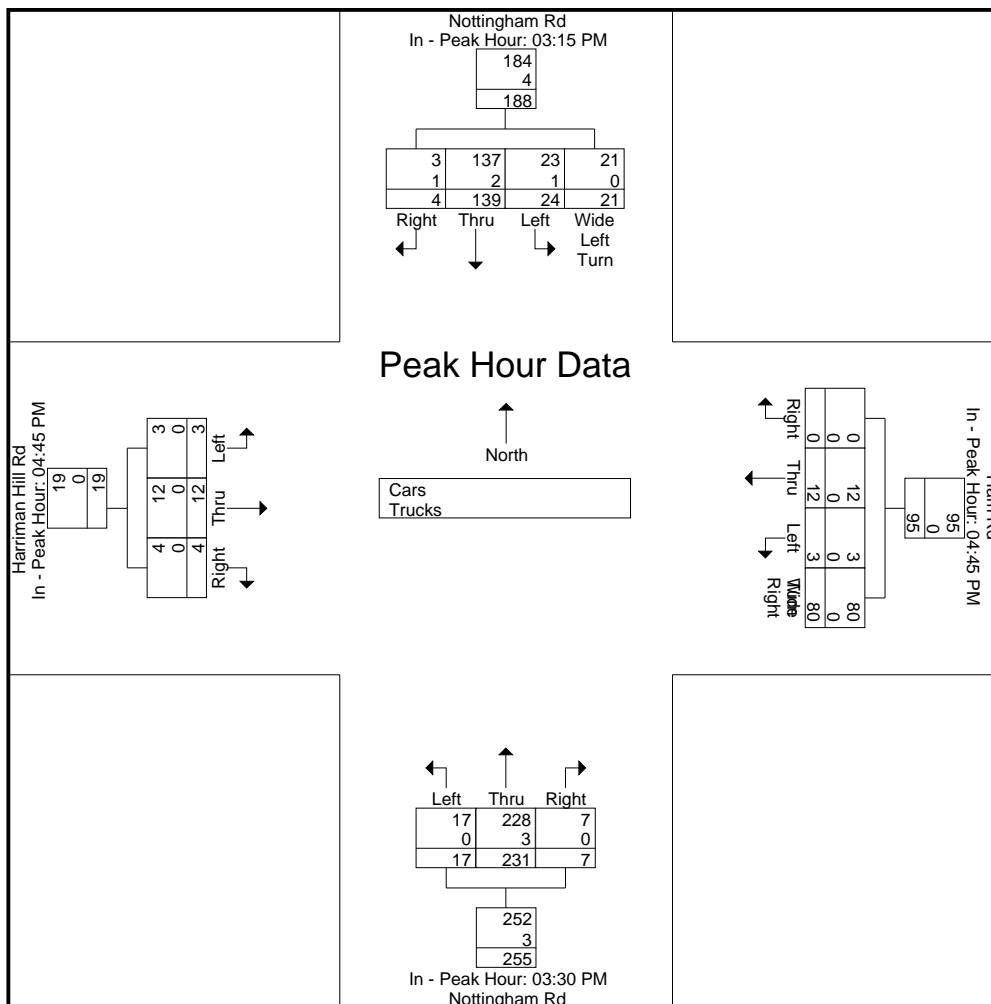 Nottingham Rd
In - Peak Hour: 03:15 PM
184
4
188
3 137 23 21
1 2 1 0
4 139 24 21
Right Thru Left Wide
Left
Turn
Peak Hour Data
North
Cars
Trucks
Harriman Hill Rd
In - Peak Hour: 04:45 PM
19
0
19
Left 3 0 3
Thru 12 0 12
Right 4 0 4
In - Peak Hour: 04:45 PM
95
0
95
Right 0 0 0
Thru 12 0 12
Left 3 0 3
Wide
Right
80 0 80
Left Thru Right
17 228 7
0 3 0
17 231 7
252
3
255
In - Peak Hour: 03:30 PM
Nottingham Rd